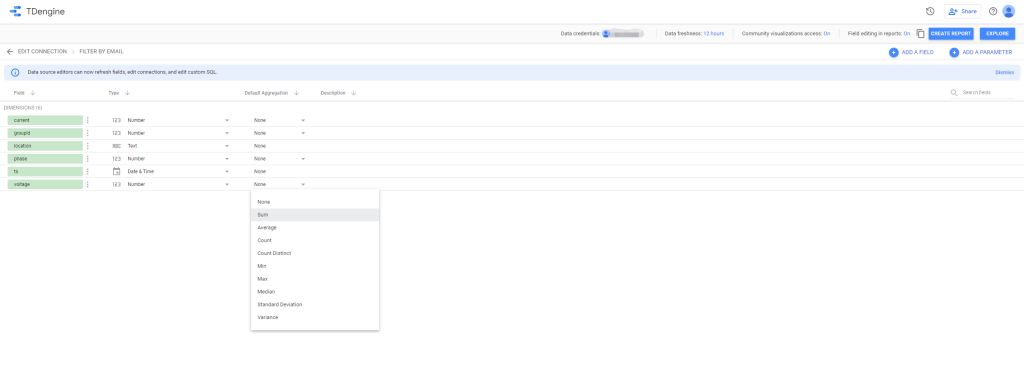 TDengine
Share
Data credentials:
Data freshness: 12 hours
Community visualizations access: On
Field editing in reports: On
CREATE REPORT
EXPLORE
EDIT CONNECTION | FILTER BY EMAIL
ADD A FIELD
ADD A PARAMETER
Data source editors can now refresh fields, edit connections, and edit custom SQL.
Dismiss
Field
Type
Default Aggregation
Description
Search fields
DIMENSIONS (6)
current 123 Number None
groupid 123 Number None
location ABC Text None
phase 123 Number None
ts Date & Time None
voltage 123 Number None
None
Sum
Average
Count
Count Distinct
Min
Max
Median
Standard Deviation
Variance